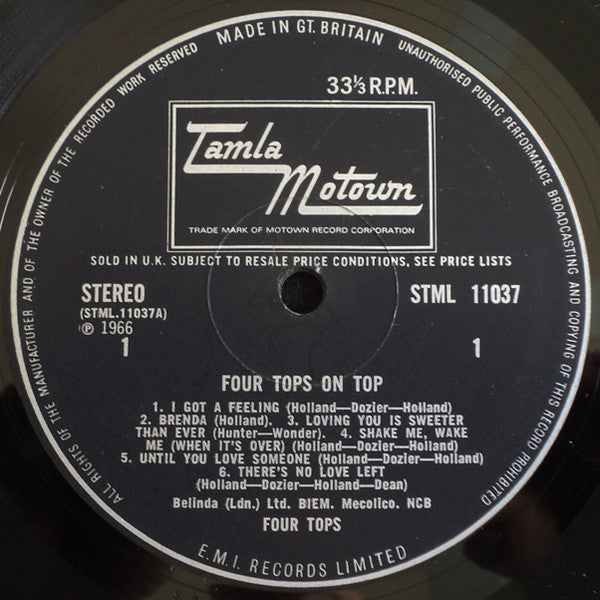 MADE IN GT. BRITAIN
UNAUTHORISED PUBLIC PERFORMANCE BROADCASTING AND COPYING OF THIS RECORD PROHIBITED
ALL RIGHTS OF THE MANUFACTURER AND OF THE OWNER OF THE RECORDED WORK RESERVED
33⅓ R.P.M.
Tamla
Motown
TRADE MARK OF MOTOWN RECORD CORPORATION
SOLD IN U.K. SUBJECT TO RESALE PRICE CONDITIONS, SEE PRICE LISTS
STEREO
STML 11037
(STML.11037A)
℗ 1966
1
1
FOUR TOPS ON TOP
1. I GOT A FEELING (Holland—Dozier—Holland)
2. BRENDA (Holland). 3. LOVING YOU IS SWEETER
THAN EVER (Hunter—Wonder). 4. SHAKE ME, WAKE
ME (WHEN IT'S OVER) (Holland—Dozier—Holland)
5. UNTIL YOU LOVE SOMEONE (Holland—Dozier—Holland)
6. THERE'S NO LOVE LEFT
(Holland—Dozier—Holland—Dean)
Belinda (Ldn.) Ltd. BIEM. Mecolico. NCB
FOUR TOPS
E.M.I. RECORDS LIMITED